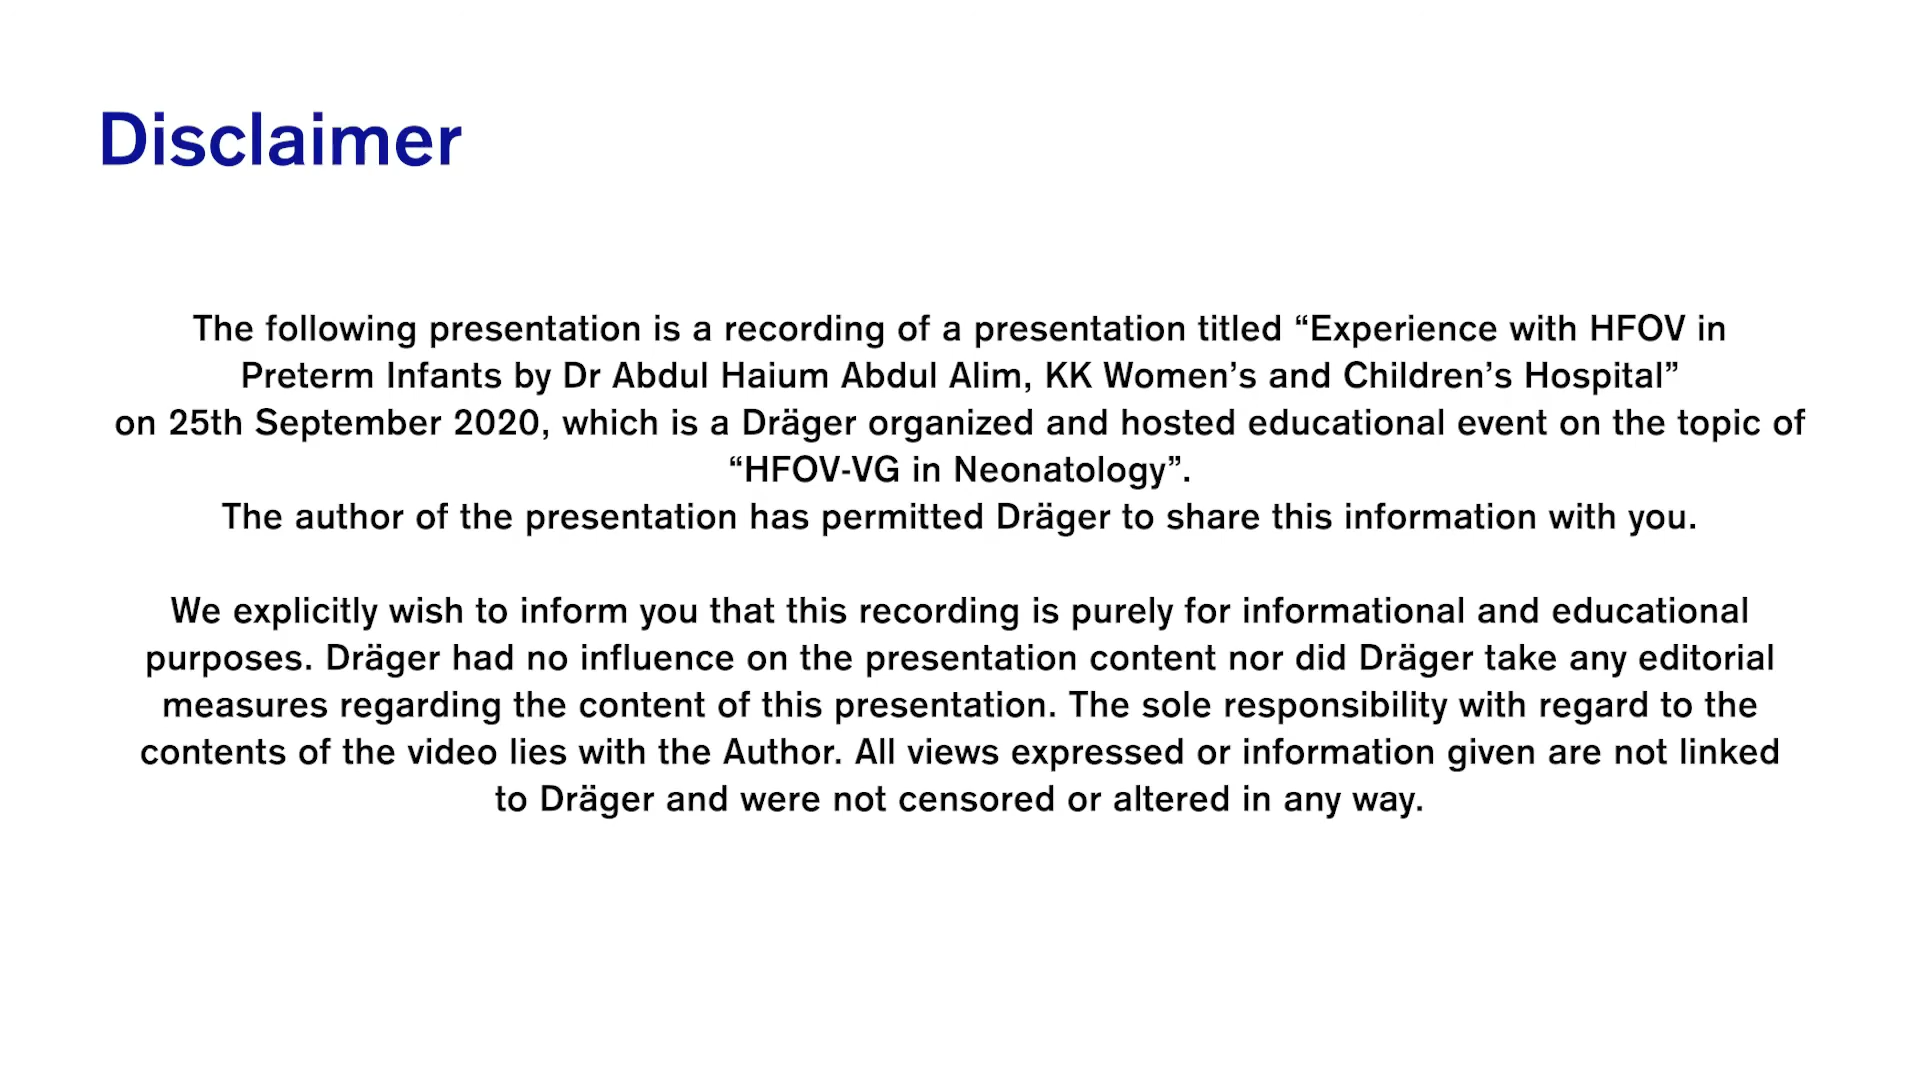 Disclaimer
The following presentation is a recording of a presentation titled “Experience with HFOV in
Preterm Infants by Dr Abdul Haium Abdul Alim, KK Women’s and Children’s Hospital”
on 25th September 2020, which is a Dräger organized and hosted educational event on the topic of
“HFOV-VG in Neonatology”.
The author of the presentation has permitted Dräger to share this information with you.
We explicitly wish to inform you that this recording is purely for informational and educational
purposes. Dräger had no influence on the presentation content nor did Dräger take any editorial
measures regarding the content of this presentation. The sole responsibility with regard to the
contents of the video lies with the Author. All views expressed or information given are not linked
to Dräger and were not censored or altered in any way.